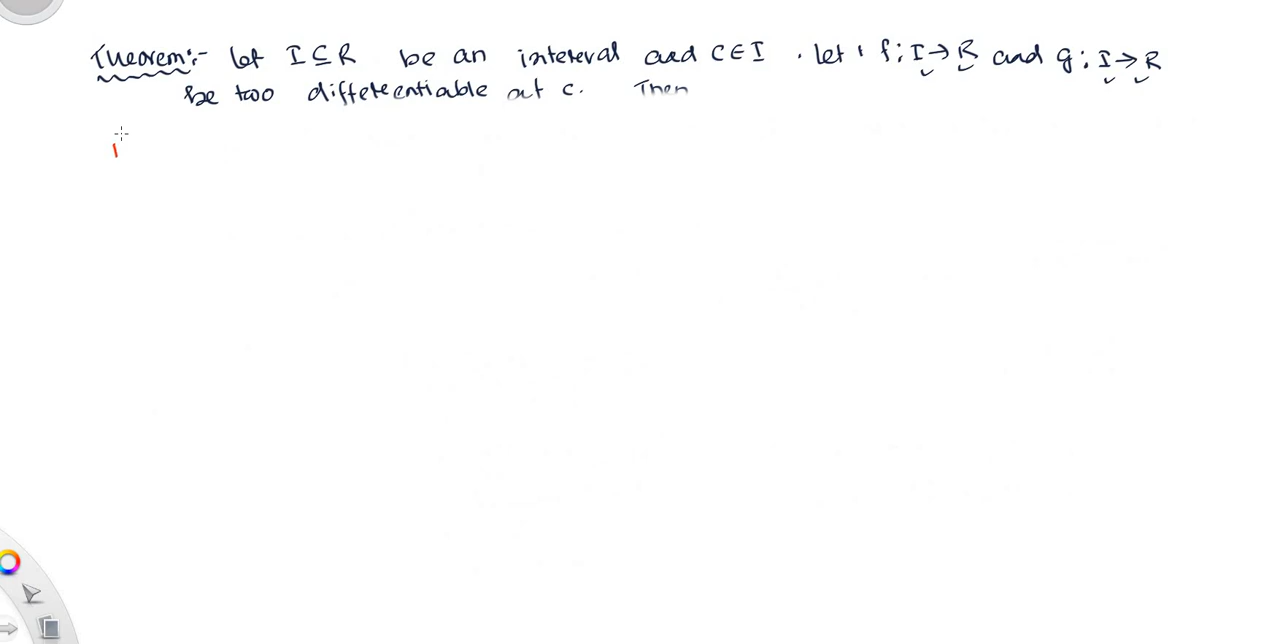 Theorem:- let I ⊆ R be an interval and C ∈ I . let f: I → R and g: I → R
be two differentiable at c. Then